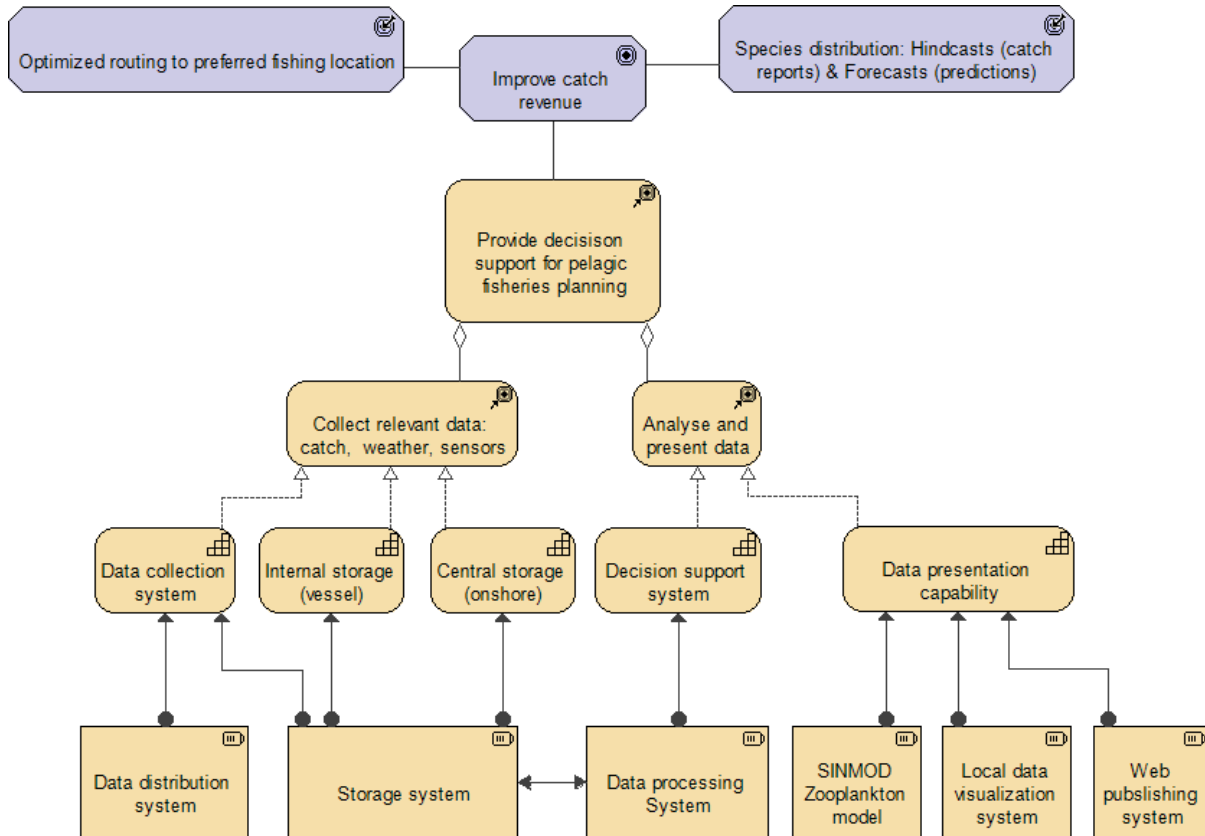 Optimized routing to preferred fishing location
Improve catch
revenue
Species distribution: Hindcasts (catch
reports) & Forecasts (predictions)
Provide decisison
support for pelagic
fisheries planning
Collect relevant data:
catch, weather, sensors
Analyse and
present data
Data collection
system
Internal storage
(vessel)
Central storage
(onshore)
Decision support
system
Data presentation
capability
Data distribution
system
Storage system
Data processing
System
SINMOD
Zooplankton
model
Local data
visualization
system
Web
pubslishing
system